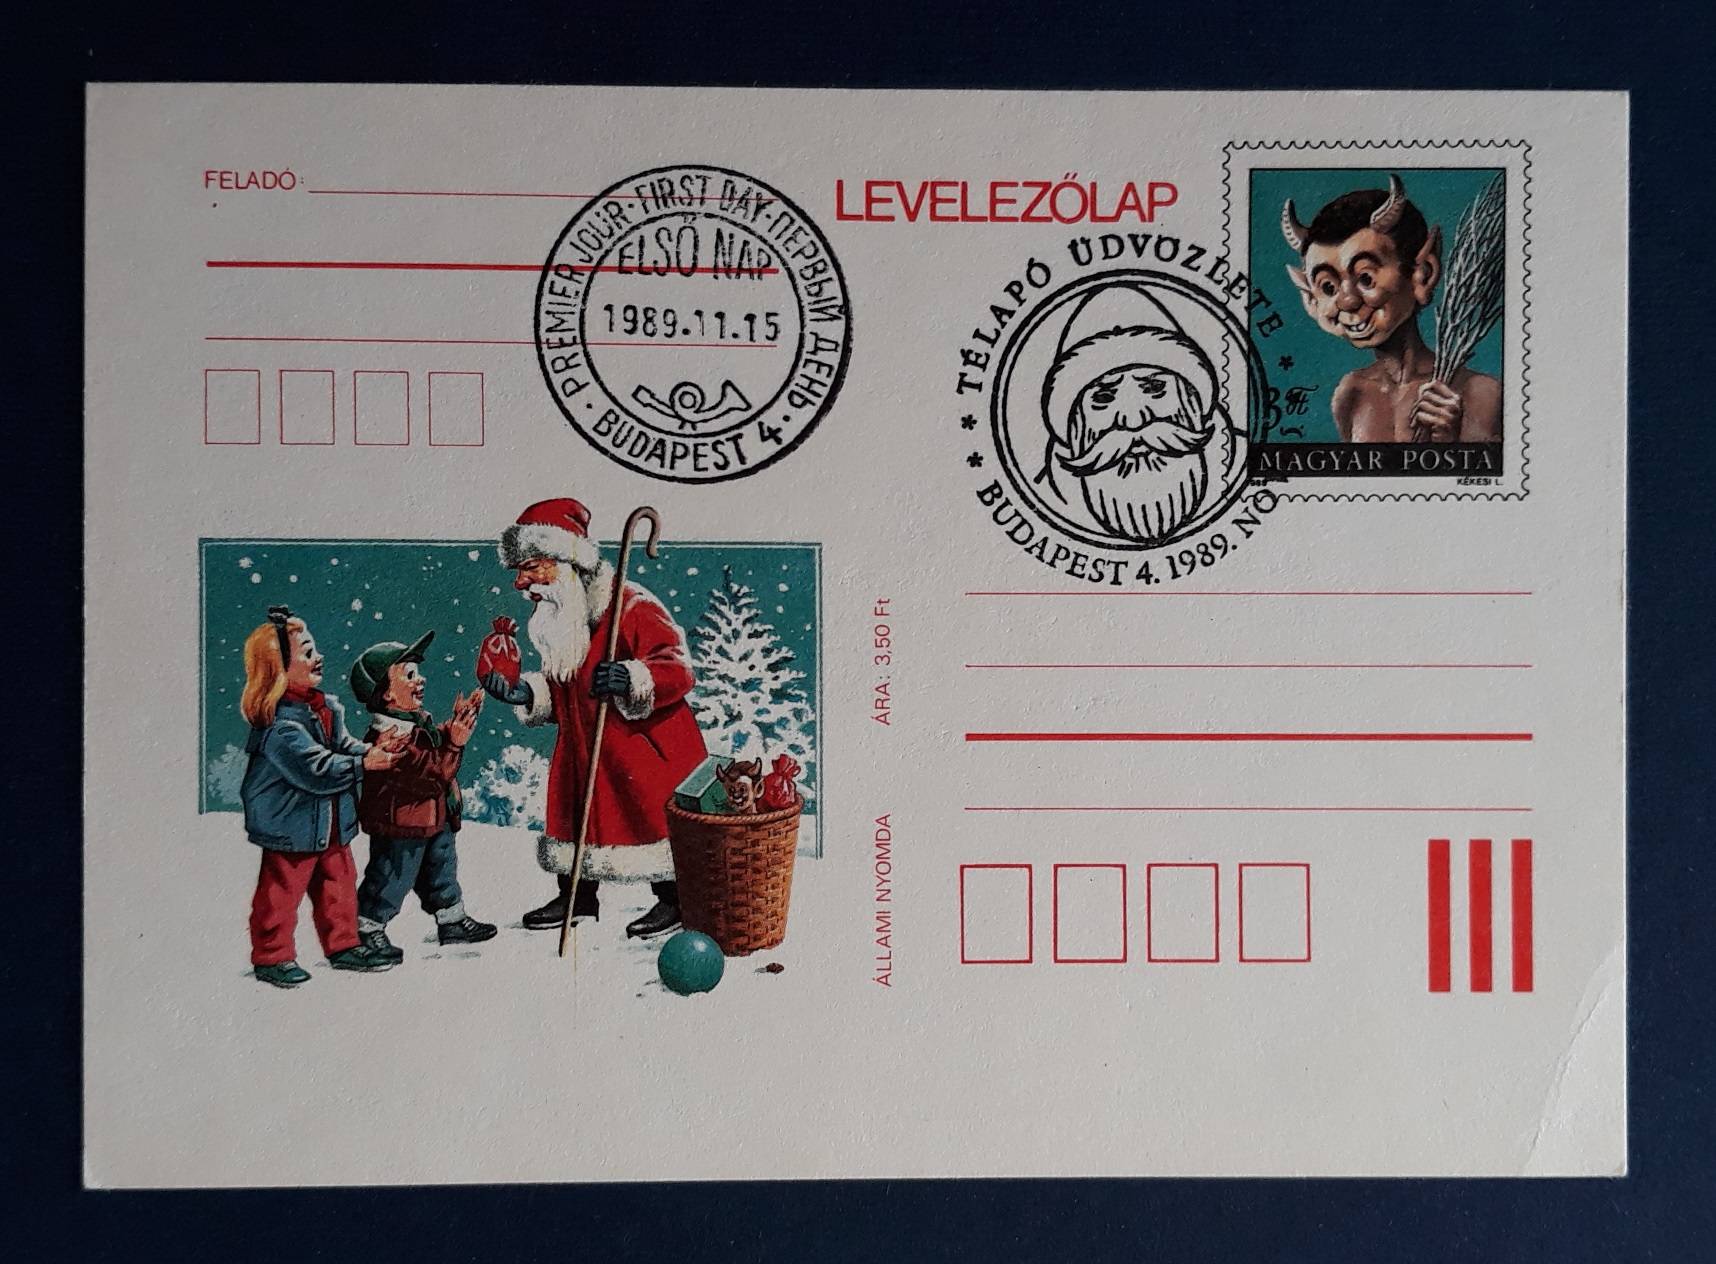 FELADÓ:
LEVELEZŐLAP
PREMIER JOUR · FIRST DAY · ПЕРВЫЙ ДЕНЬ ·
ELSŐ NAP
1989.11.15
· BUDAPEST 4 ·
* TÉLAPÓ ÜDVÖZLETE *
* BUDAPEST 4. 1989. NO
3 Ft
MAGYAR POSTA
KÉKESI L.
ÁRA: 3,50 Ft
ÁLLAMI NYOMDA